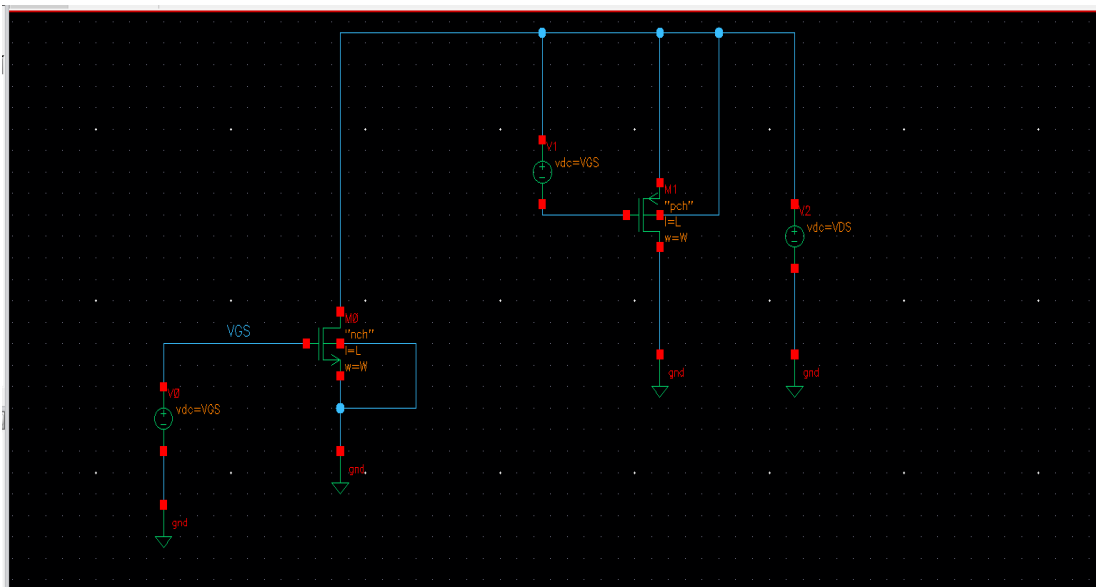 V1
vdc=VGS
M1
"pch"
l=L
w=W
V2
vdc=VDS
VGS
M0
"nch"
l=L
w=W
gnd
gnd
V0
vdc=VGS
gnd
gnd